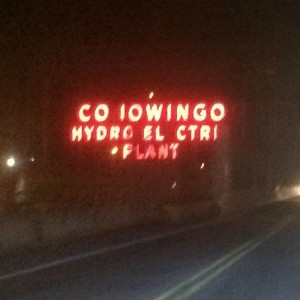 CO IOWINGO
HYDRO EL CTRI
PLANT